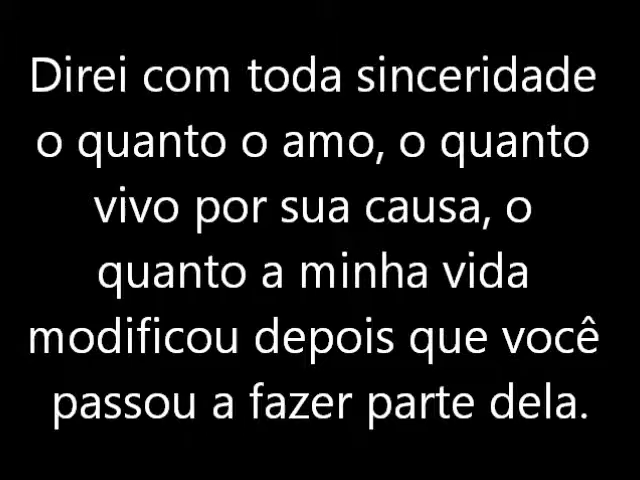 Direi com toda sinceridade
o quanto o amo, o quanto
vivo por sua causa, o
quanto a minha vida
modificou depois que você
passou a fazer parte dela.